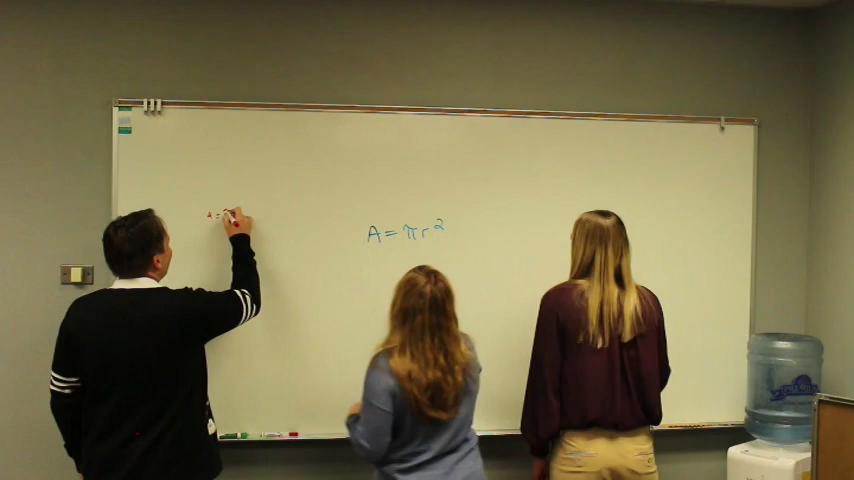 A =
A = πr²